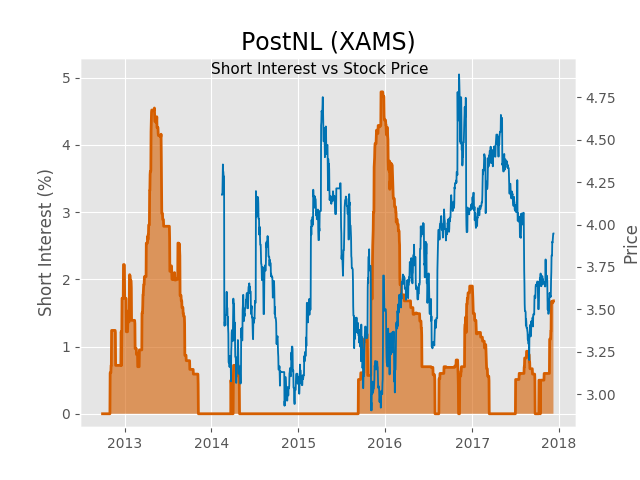 PostNL (XAMS)
Short Interest vs Stock Price
Short Interest (%)
5
4
3
2
1
0
4.75
4.50
4.25
4.00
3.75
3.50
3.25
3.00
Price
2013 2014 2015 2016 2017 2018